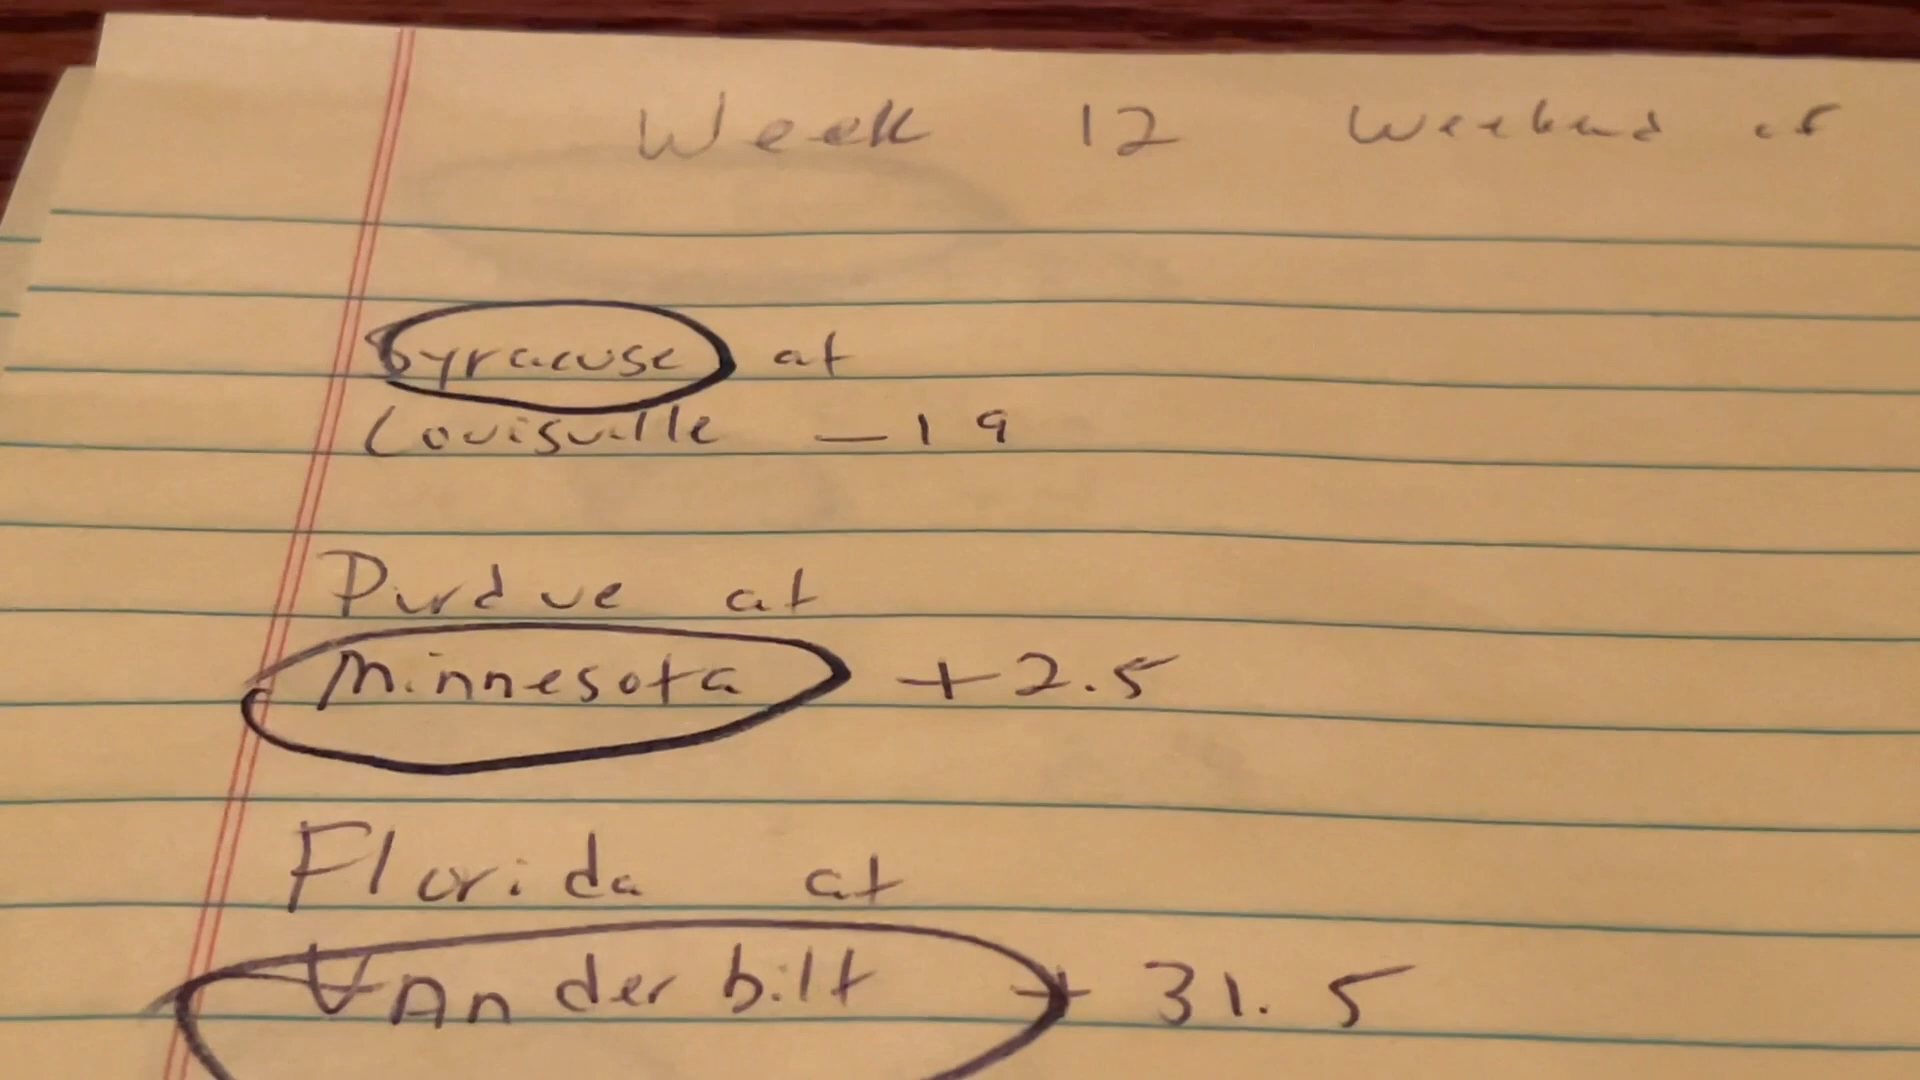 Week 12 Weekend of
Syracuse at
Louisville -19
Purdue at
Minnesota +2.5
Florida at
VAnderbilt + 31.5